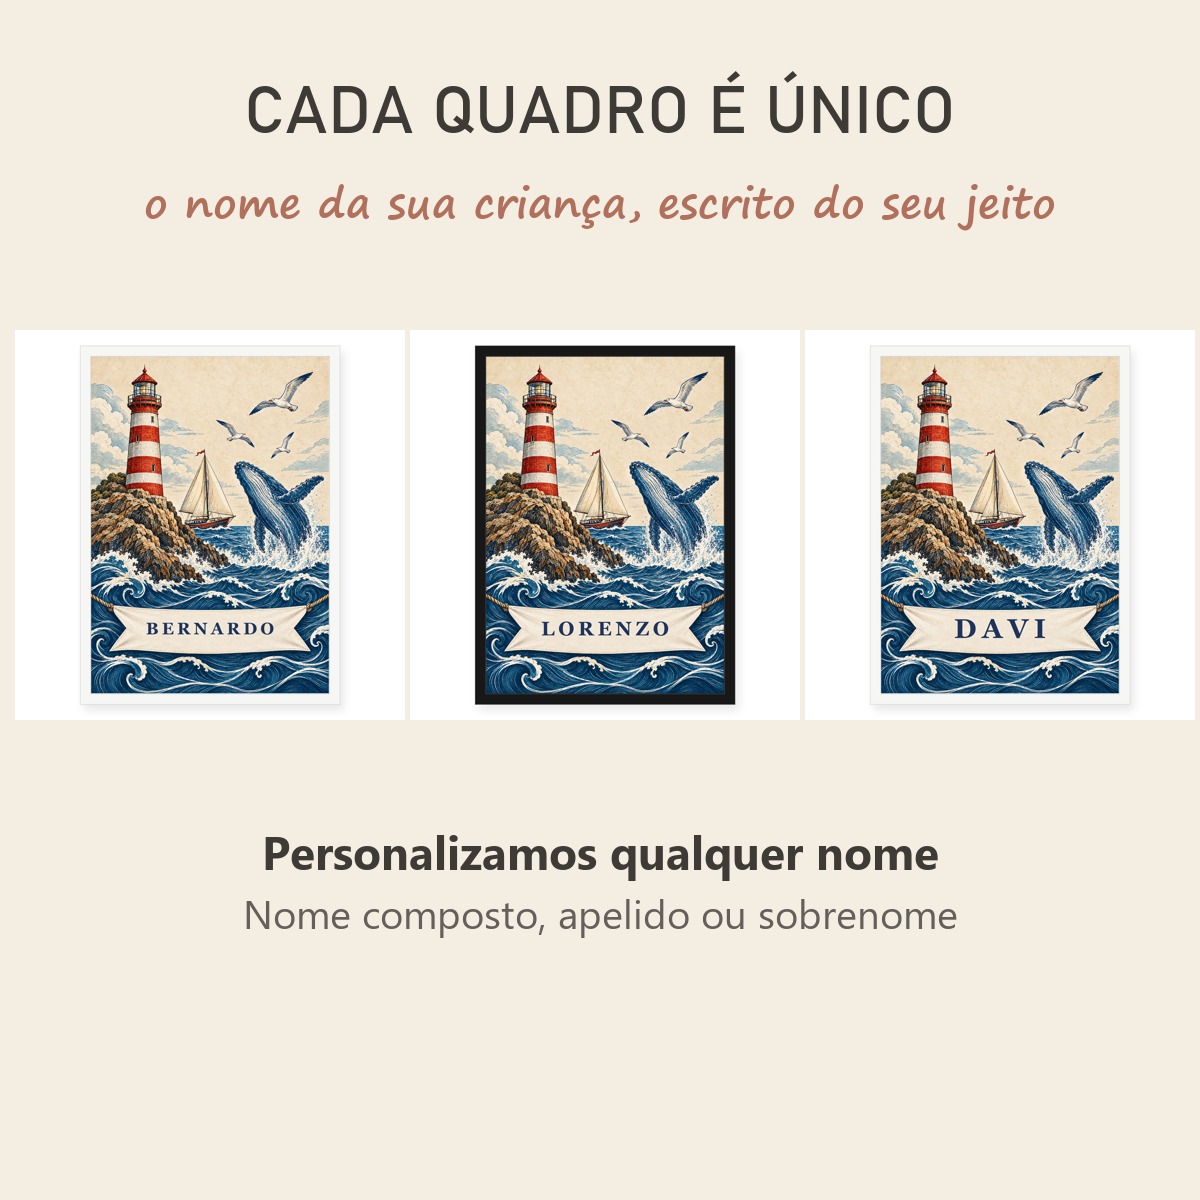 CADA QUADRO É ÚNICO
o nome da sua criança, escrito do seu jeito
BERNARDO
LORENZO
DAVI
Personalizamos qualquer nome
Nome composto, apelido ou sobrenome